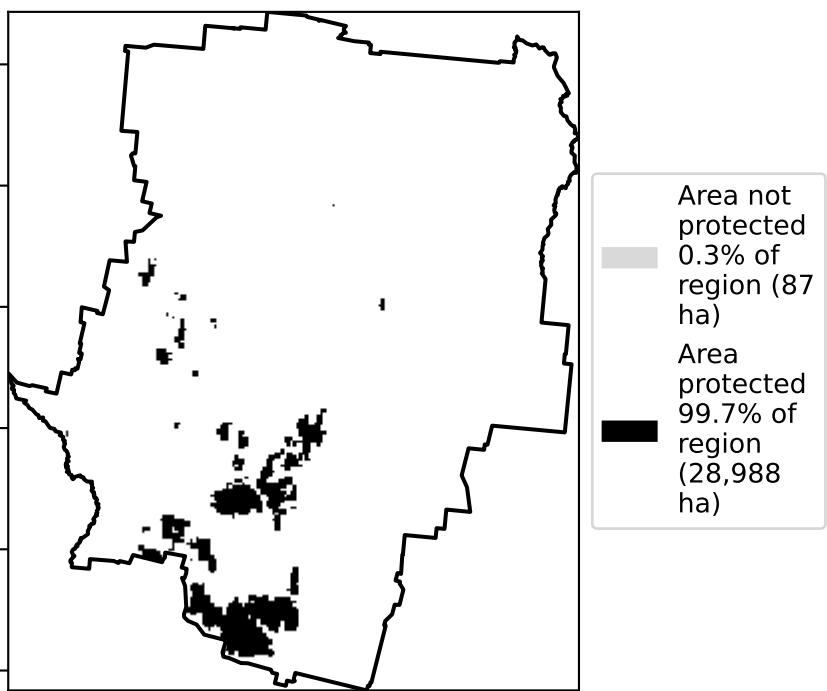 Area not
protected
0.3% of
region (87
ha)
Area
protected
99.7% of
region
(28,988
ha)